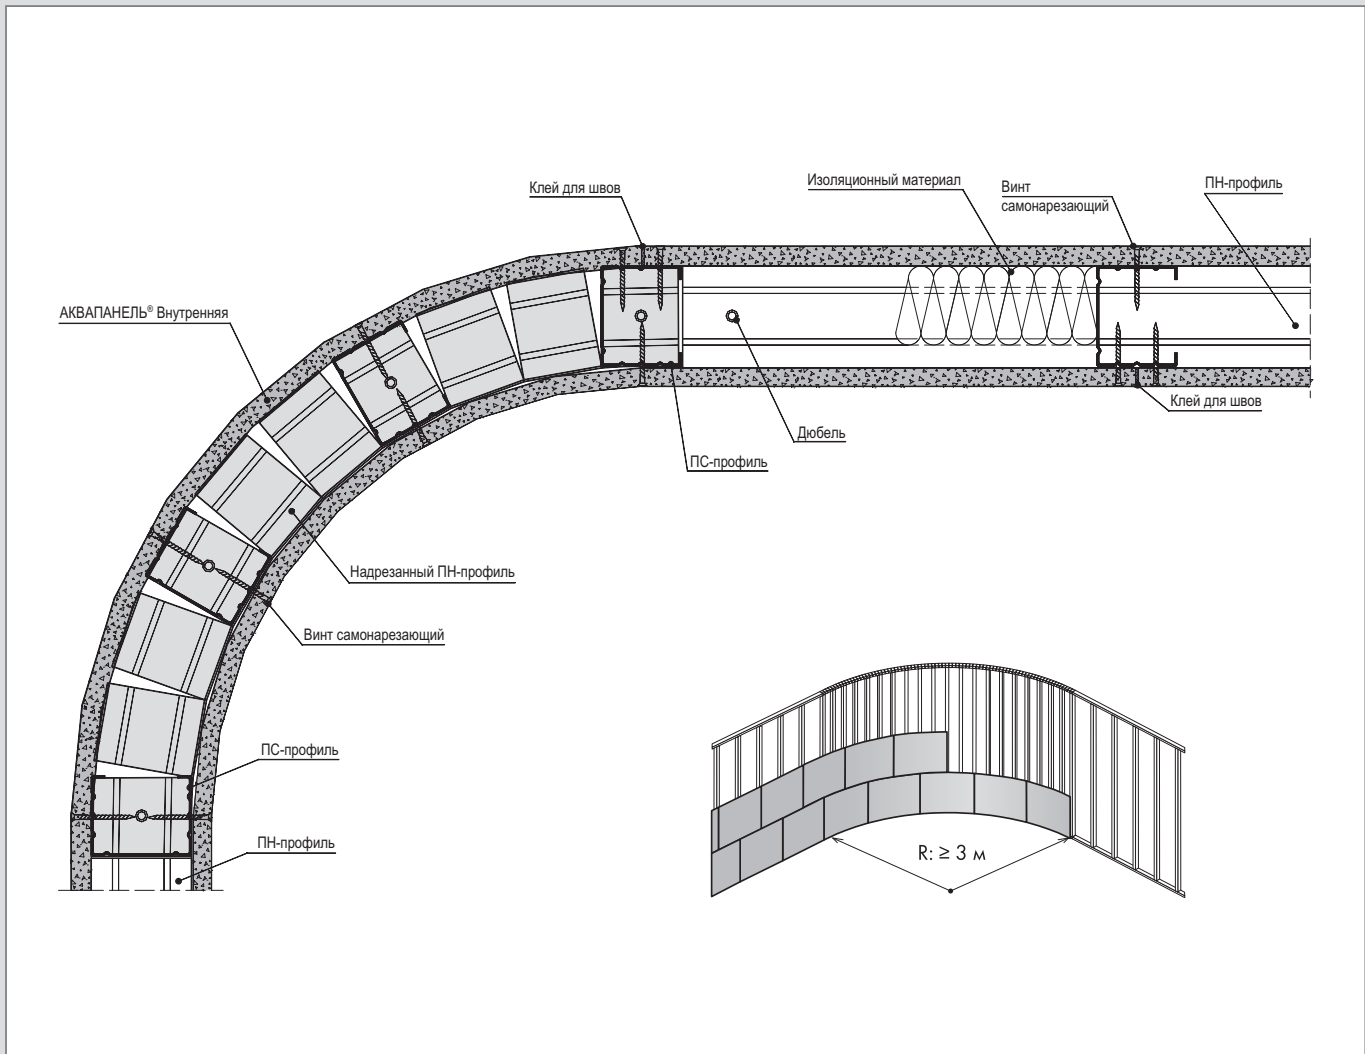 Изоляционный материал
Винт
самонарезающий
ПН-профиль
Клей для швов
АКВАПАНЕЛЬ® Внутренняя
Клей для швов
Дюбель
ПС-профиль
Надрезанный ПН-профиль
Винт самонарезающий
ПС-профиль
ПН-профиль
R: ≥ 3 м